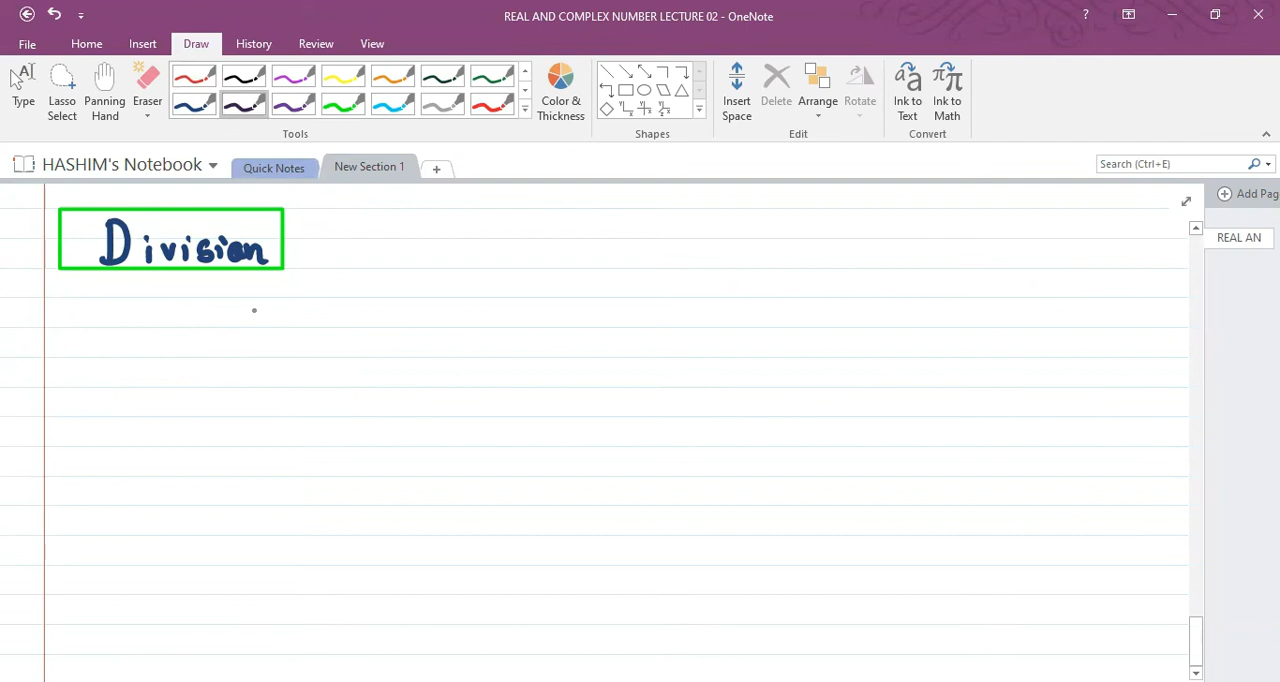 REAL AND COMPLEX NUMBER LECTURE 02 - OneNote
?
File Home Insert Draw History Review View
Type
Lasso Select
Panning Hand
Eraser
Color & Thickness
Insert Space
Delete
Arrange
Rotate
Ink to Text
Ink to Math
Tools Shapes Edit Convert
HASHIM's Notebook Quick Notes New Section 1 Search (Ctrl+E)
Add Pag
REAL AN
Division